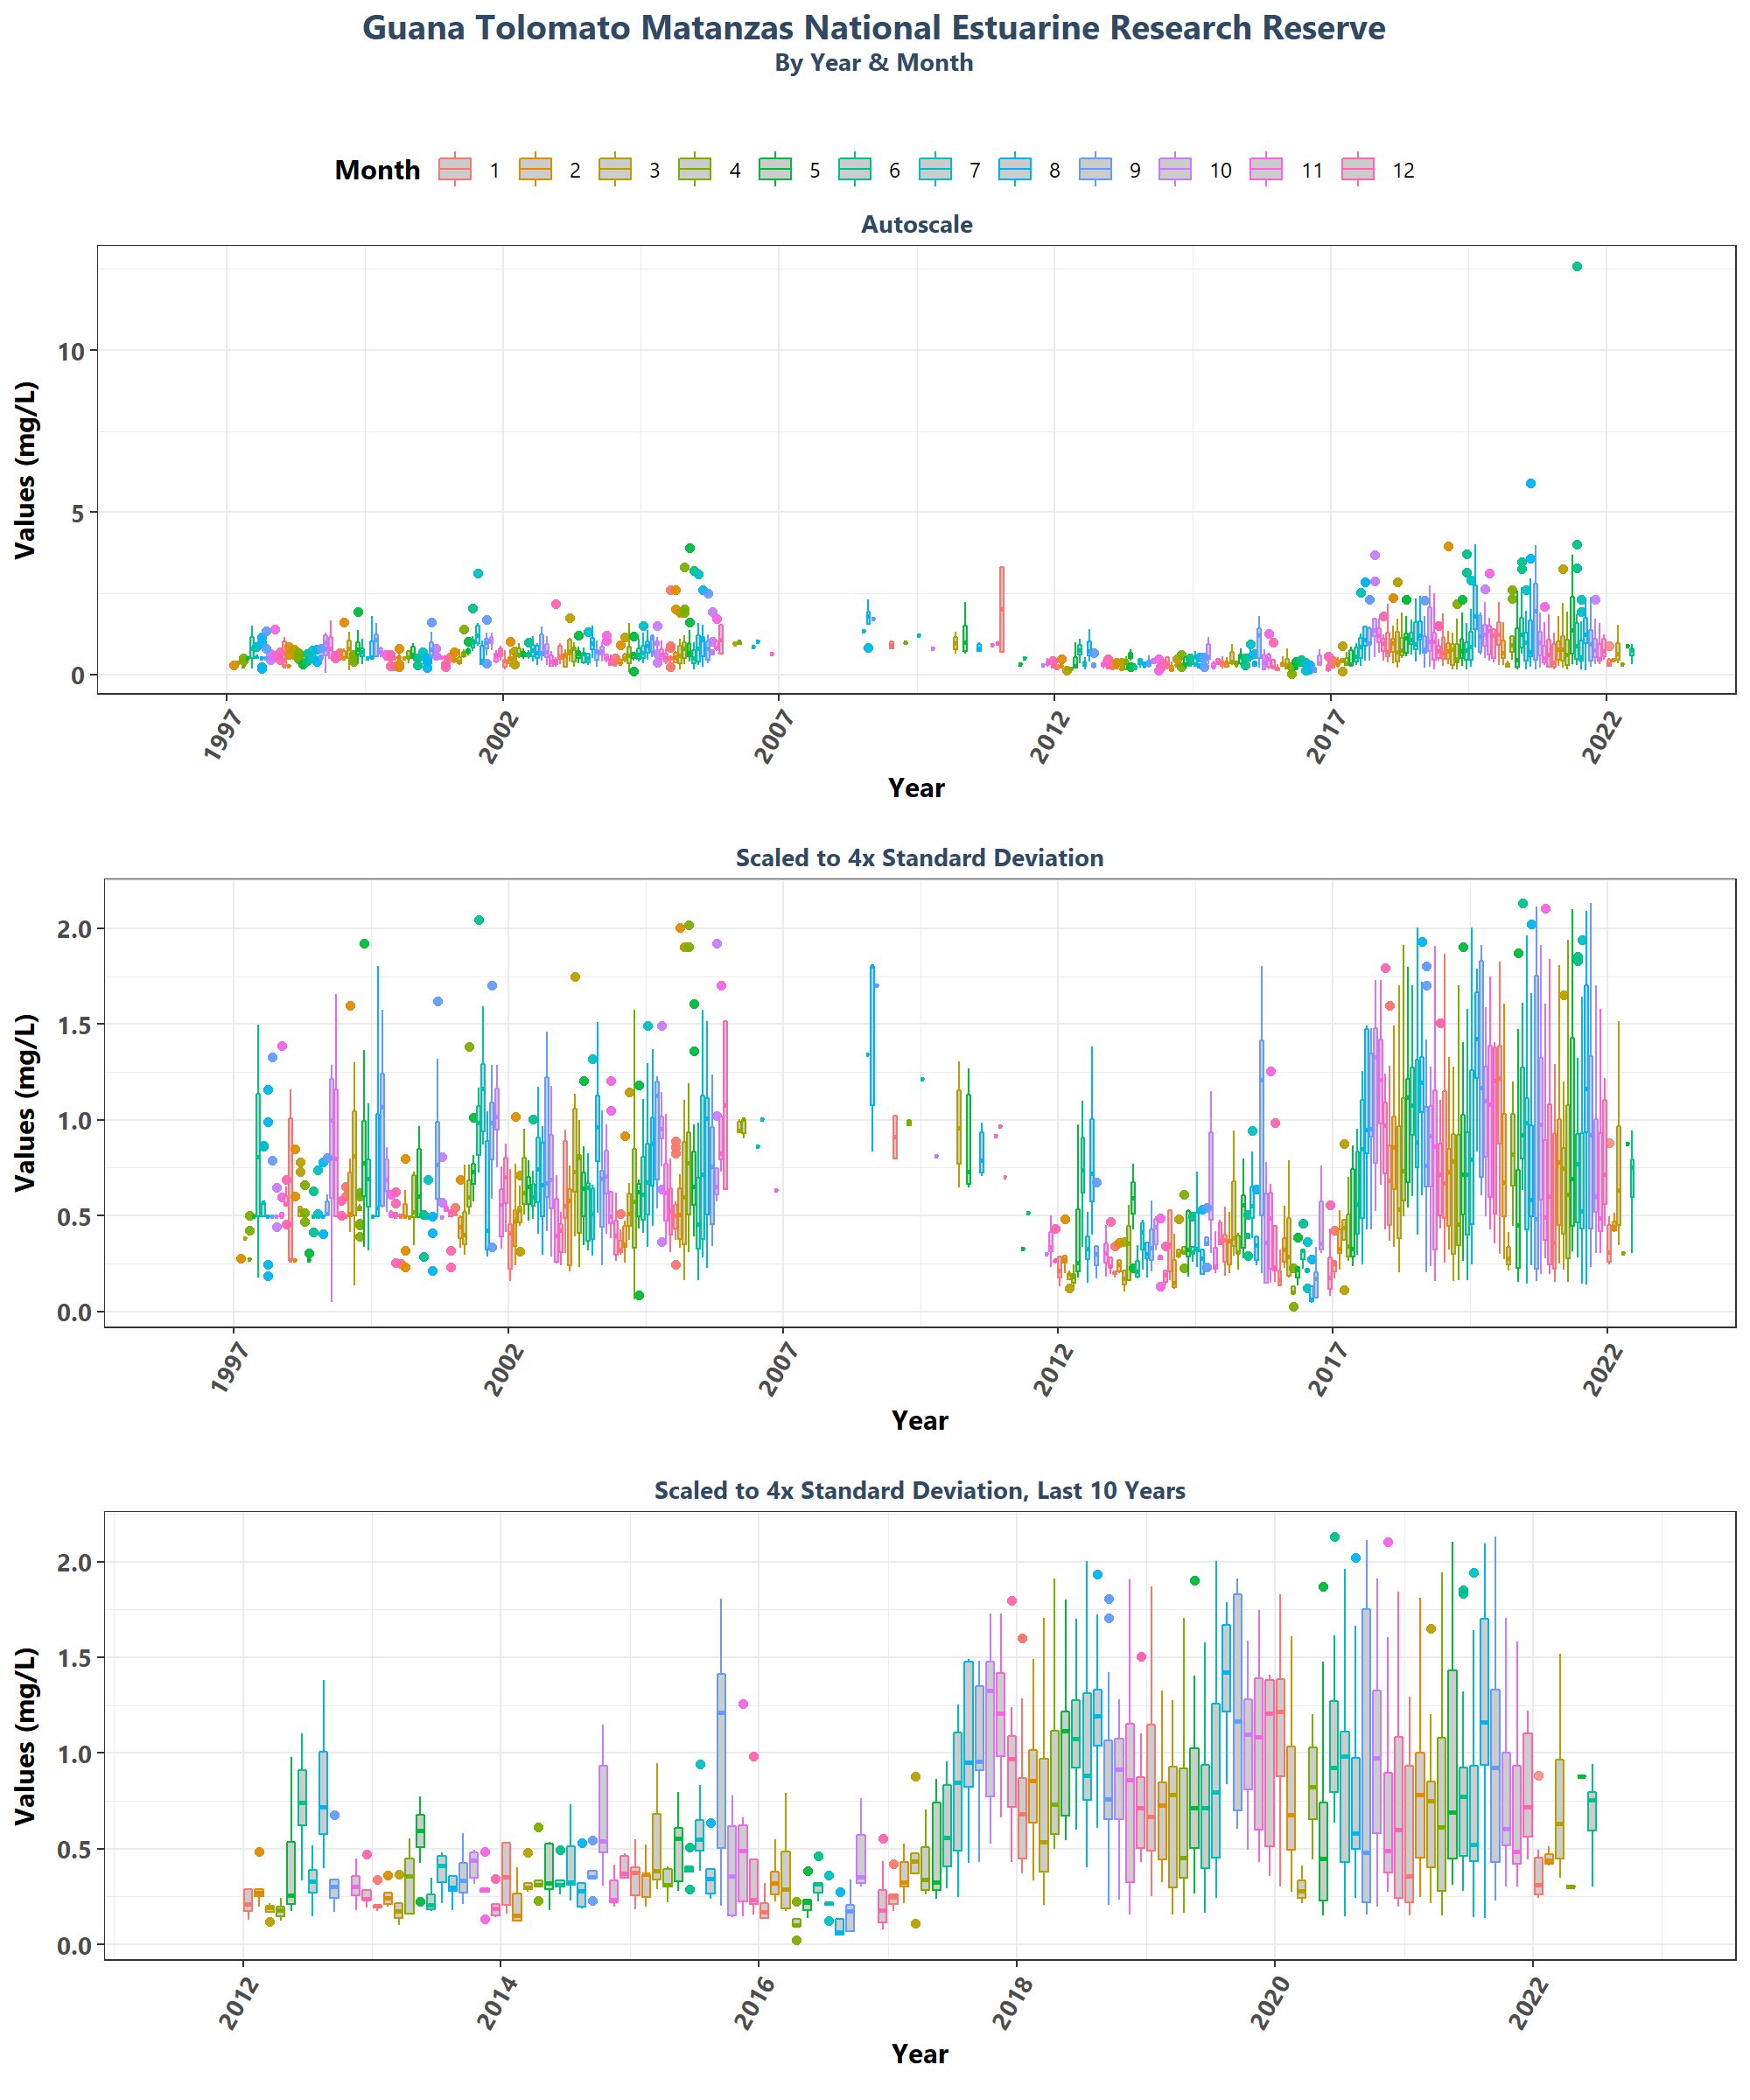 Guana Tolomato Matanzas National Estuarine Research Reserve
By Year & Month
Month 1 2 3 4 5 6 7 8 9 10 11 12
Autoscale
Values (mg/L)
10
5
0
1997 2002 2007 2012 2017 2022
Year
Scaled to 4x Standard Deviation
Values (mg/L)
2.0
1.5
1.0
0.5
0.0
1997 2002 2007 2012 2017 2022
Year
Scaled to 4x Standard Deviation, Last 10 Years
Values (mg/L)
2.0
1.5
1.0
0.5
0.0
2012 2014 2016 2018 2020 2022
Year